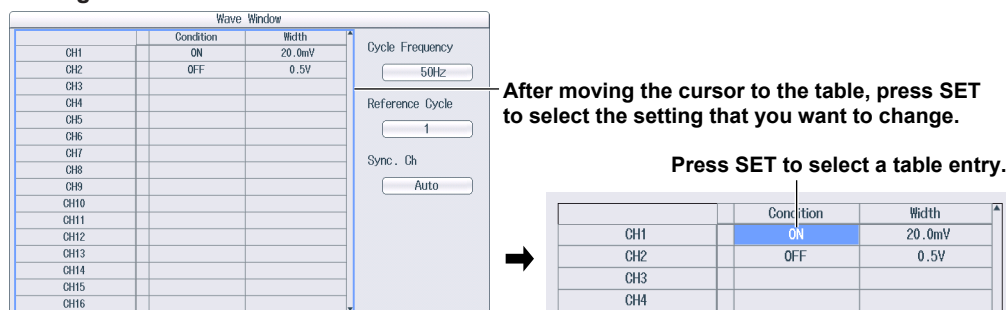 Wave Window
Condition Width
CH1 ON 20.0mV
CH2 OFF 0.5V
CH3
CH4
CH5
CH6
CH7
CH8
CH9
CH10
CH11
CH12
CH13
CH14
CH15
CH16
Cycle Frequency
50Hz
Reference Cycle
1
Sync. Ch
Auto
After moving the cursor to the table, press SET
to select the setting that you want to change.
Press SET to select a table entry.
Condition Width
CH1 ON 20.0mV
CH2 OFF 0.5V
CH3
CH4